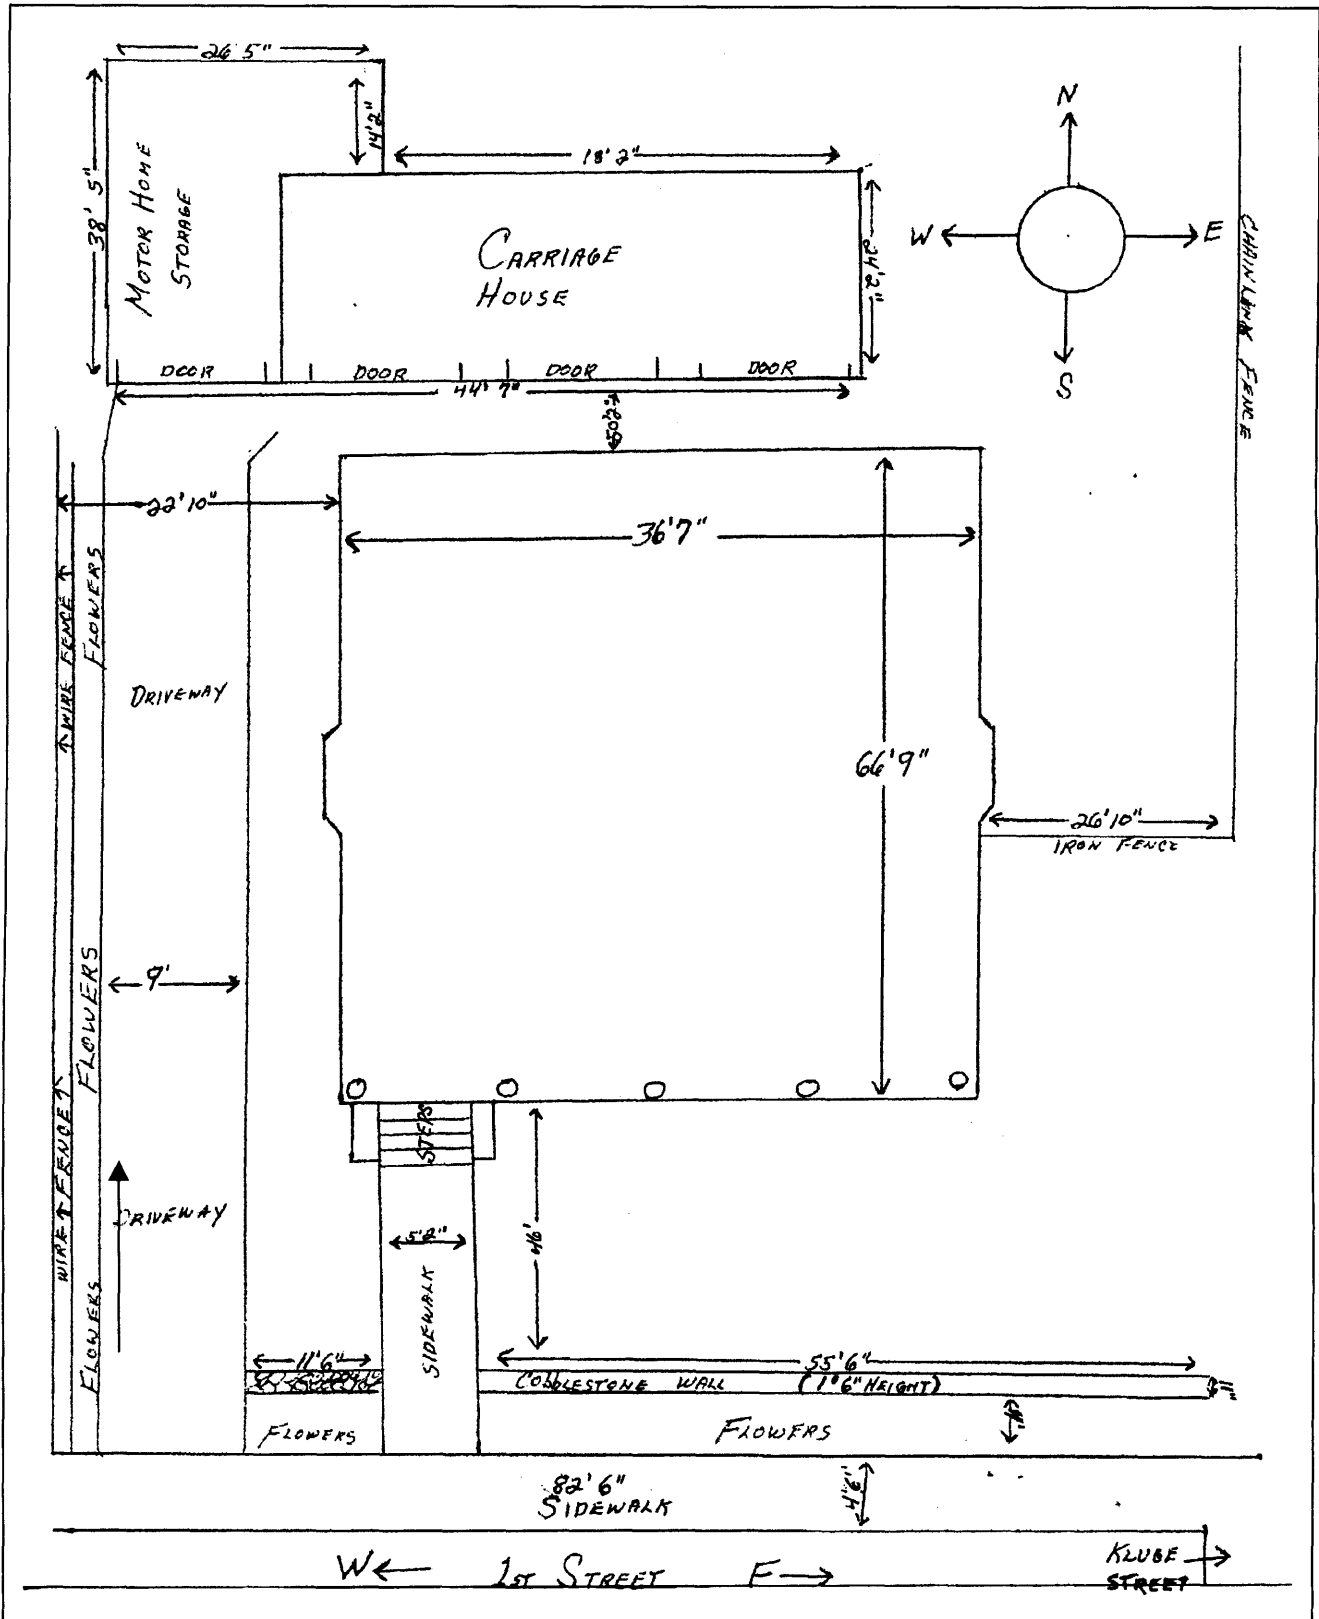 26'5"
14'2"
38' 5"
MOTOR HOME
STORAGE
18' 2"
CARRIAGE
HOUSE
24'2"
DOOR
DOOR
DOOR
DOOR
44' 7"
50'2"
N
W
E
S
CHAINLINK FENCE
22'10"
36'7"
66'9"
WIRE FENCE
FLOWERS
DRIVEWAY
26'10"
IRON FENCE
9'
FLOWERS
WIRE FENCE
STEPS
DRIVEWAY
5'2"
46'
SIDEWALK
FLOWERS
11'6"
55'6"
COBBLESTONE WALL (1'6" HEIGHT)
11"
FLOWERS
FLOWERS
82' 6"
SIDEWALK
4'6"
W
1ST STREET
E
KLUGE
STREET